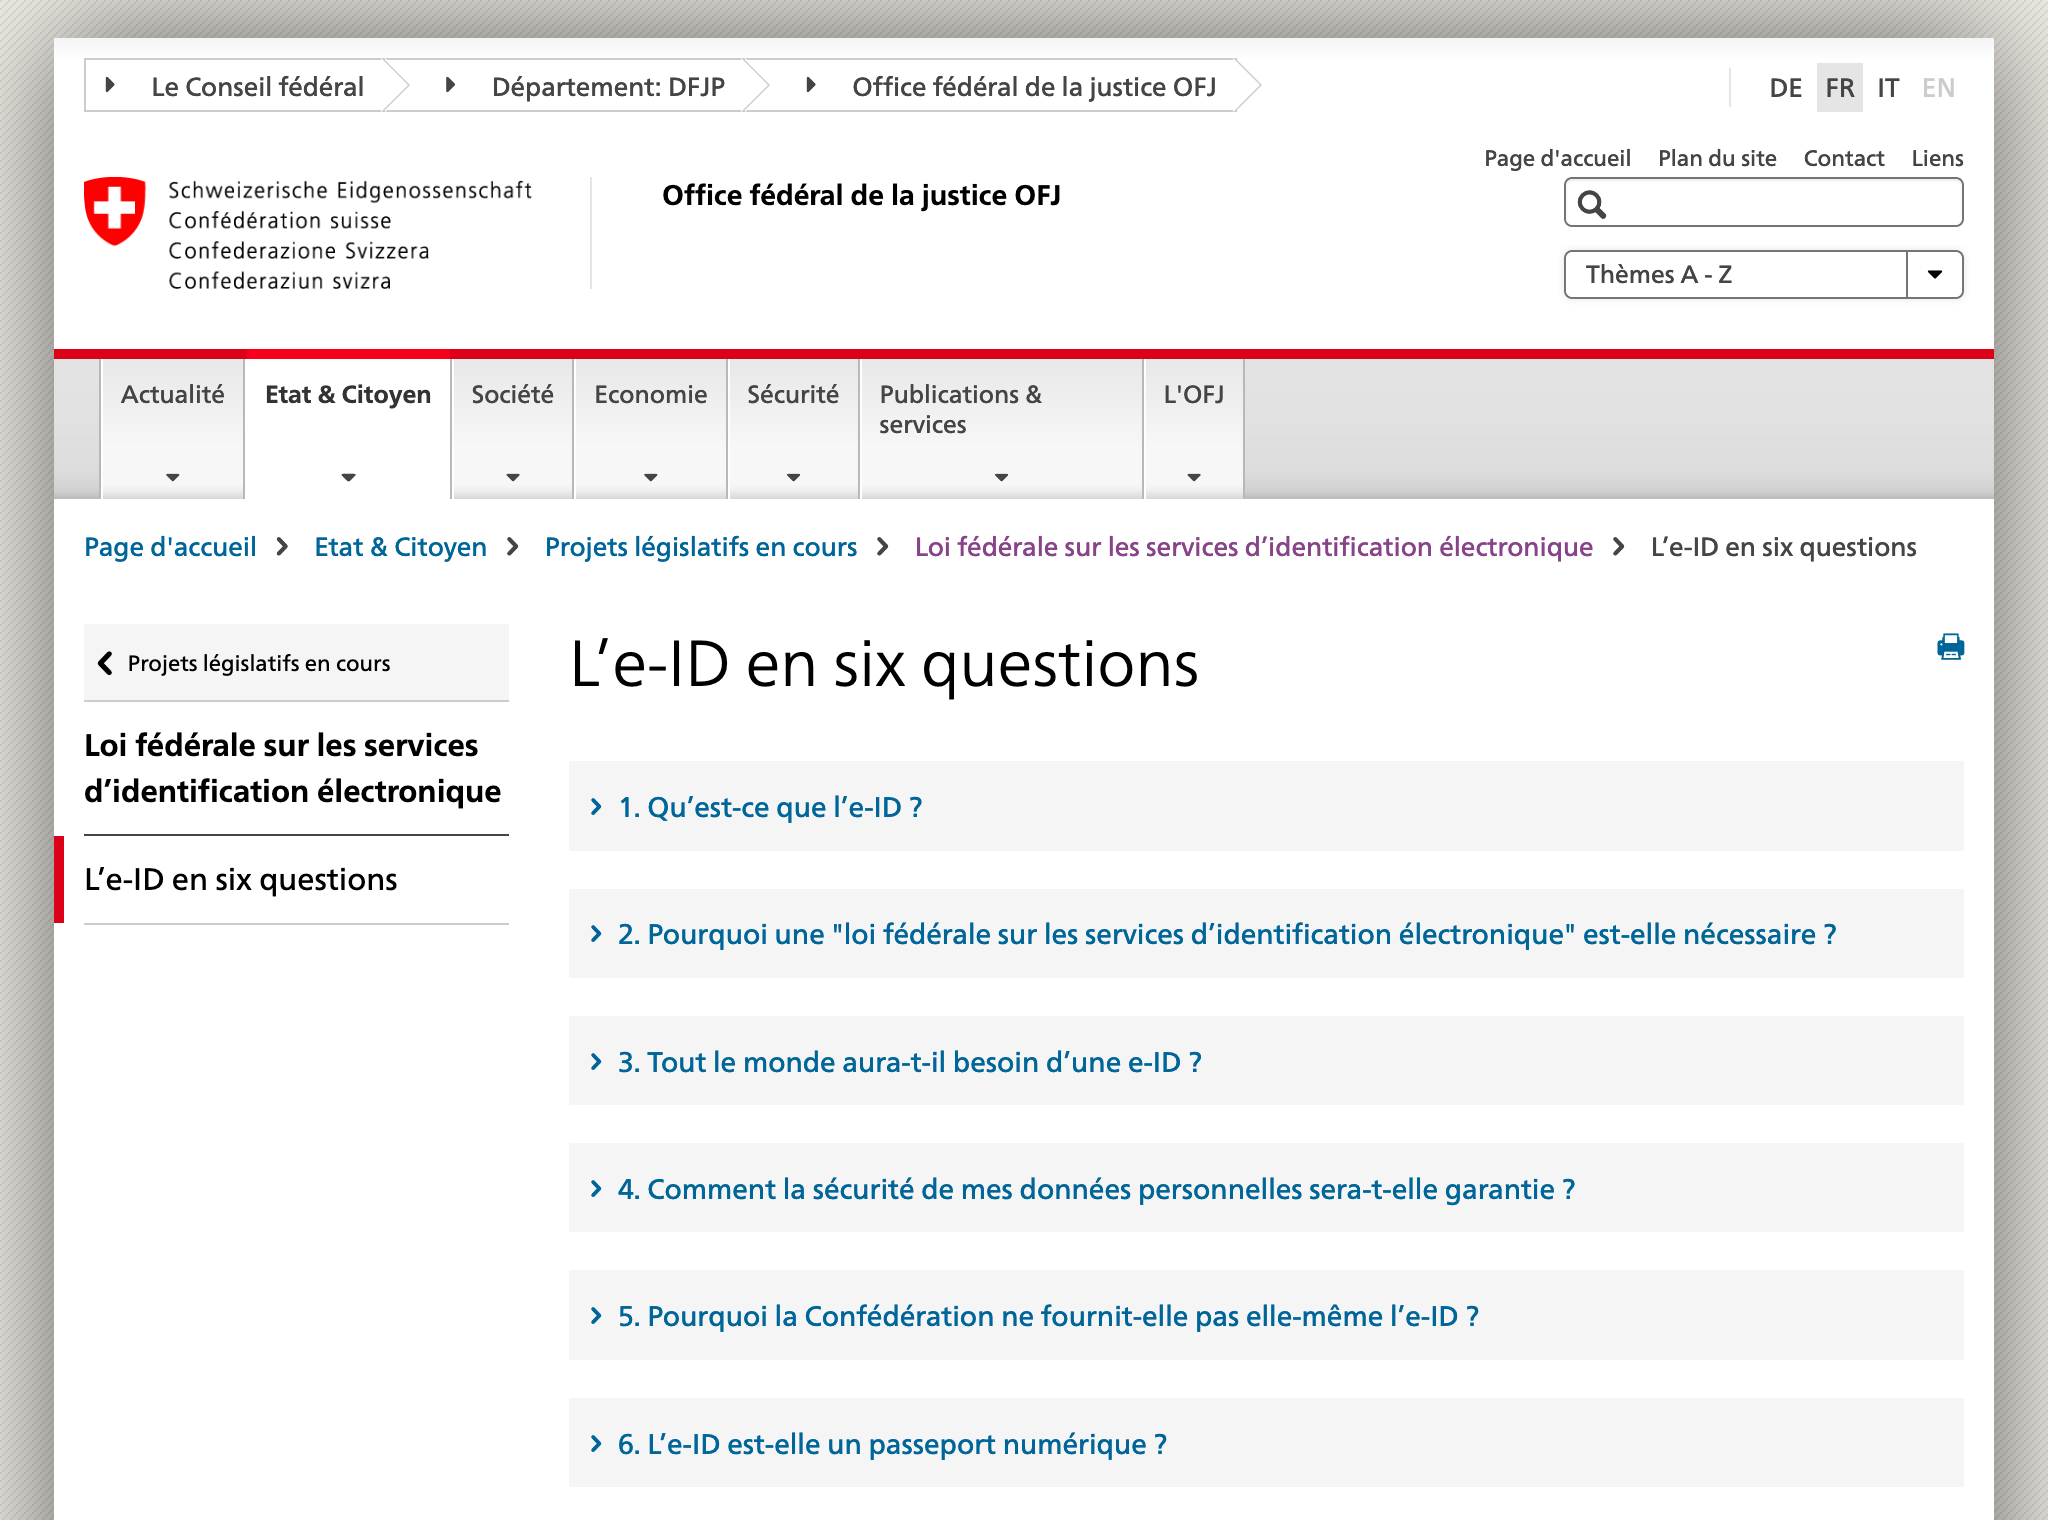 Le Conseil fédéral
Département: DFJP
Office fédéral de la justice OFJ
DE FR IT EN
Page d'accueil Plan du site Contact Liens
Schweizerische Eidgenossenschaft
Confédération suisse
Confederazione Svizzera
Confederaziun svizra
Office fédéral de la justice OFJ
Thèmes A - Z
Actualité
Etat & Citoyen
Société
Economie
Sécurité
Publications &
services
L'OFJ
Page d'accueil Etat & Citoyen Projets législatifs en cours Loi fédérale sur les services d’identification électronique L’e-ID en six questions
Projets législatifs en cours
Loi fédérale sur les services
d’identification électronique
L’e-ID en six questions
L’e-ID en six questions
1. Qu’est-ce que l’e-ID ?
2. Pourquoi une "loi fédérale sur les services d’identification électronique" est-elle nécessaire ?
3. Tout le monde aura-t-il besoin d’une e-ID ?
4. Comment la sécurité de mes données personnelles sera-t-elle garantie ?
5. Pourquoi la Confédération ne fournit-elle pas elle-même l’e-ID ?
6. L’e-ID est-elle un passeport numérique ?